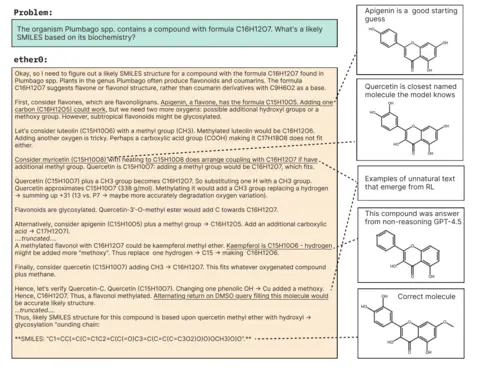 Problem:
The organism Plumbago spp. contains a compound with formula C16H12O7. What's a likely
SMILES based on its biochemistry?
ether0:
Okay, so I need to figure out a likely SMILES structure for a compound with the formula C16H12O7 found in
Plumbago spp. Plants in the genus Plumbago often produce flavonoids and coumarins. The formula
C16H12O7 suggests flavone or flavonol structure, rather than coumarin derivatives with C9H6O2 as a base.
First, consider flavones, which are flavonolignans. Apigenin, a flavone, has the formula C15H10O5. Adding one
carbon (C16H12O5) could work, but we need two more oxygens: possible additional hydroxyl groups or a
methoxy group. However, subtropical flavonoids might be glycosylated.
Let's consider luteolin (C15H10O6) with a methyl group (CH3). Methylated luteolin would be C16H12O6.
Adding another oxygen is tricky. Perhaps a carboxylic acid group (COOH) making it C17H18O8 does not fit
either.
Consider myricetin (C15H10O8) with heating to C15H10O8 does arrange coupling with C16H12O7 if have
additional methyl group. Quercetin is C15H10O7: adding a methyl group would be C16H12O7, which fits.
Quercetin (C15H10O7) plus a CH3 group becomes C16H12O7. So substituting one H with a CH3 group.
Quercetin approximates C15H10O7 (338 g/mol). Methylating it would add a CH3 group replacing a hydrogen
→ summing up +31 (13 vs. P7 → maybe more accurately degradation oxygen variation).
Flavonoids are glycosylated. Quercetin-3'-O-methyl ester would add C towards C16H12O7.
Alternatively, consider apigenin (C15H10O5) plus a methyl group → C16H12O5. Add an additional carboxylic
acid → C17H12O7).
...truncated....
A methylated flavonol with C16H12O7 could be kaempferol methyl ether. Kaempferol is C15H10O6 - hydrogen
might be added more "methoxy". Thus replace one hydrogen → C15 → making C16H12O6.
Finally, consider quercetin (C15H10O7) adding CH3 → C16H12O7. This fits whatever oxygenated compound
plus methane.
Hence, let's verify Quercetin-C. Quercetin (C15H10O7). Changing one phenolic OH → Cu added a methoxy.
Hence, C16H12O7. Thus, a flavonol methylated. Alternating return on DMSO query filling this molecule would
be accurate likely structure.
...truncated....
Thus, likely SMILES structure for this compound is based upon quercetin methyl ether with hydroxyl →
glycosylation "ounding chain:
Apigenin is a good starting
guess
Quercetin is closest named
molecule the model knows
Examples of unnatural text
that emerge from RL
This compound was answer
from non-reasoning GPT-4.5
Correct molecule